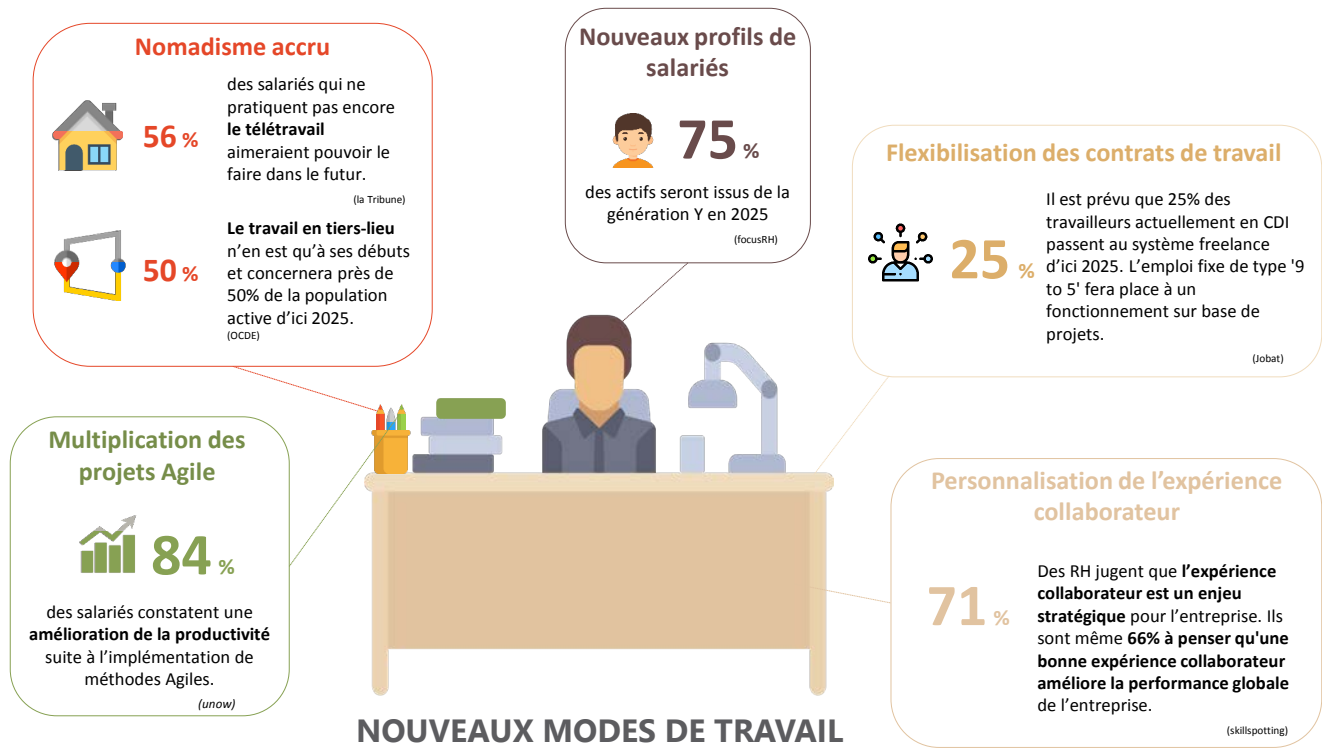 Nomadisme accru
56 %
des salariés qui ne
pratiquent pas encore
le télétravail
aimeraient pouvoir le
faire dans le futur.
(la Tribune)
50 %
Le travail en tiers-lieu
n’en est qu’à ses débuts
et concernera près de
50% de la population
active d’ici 2025.
(OCDE)
Nouveaux profils de
salariés
75 %
des actifs seront issus de la
génération Y en 2025
(focusRH)
Flexibilisation des contrats de travail
25 %
Il est prévu que 25% des
travailleurs actuellement en CDI
passent au système freelance
d’ici 2025. L’emploi fixe de type '9
to 5' fera place à un
fonctionnement sur base de
projets.
(Jobat)
Multiplication des
projets Agile
84 %
des salariés constatent une
amélioration de la productivité
suite à l’implémentation de
méthodes Agiles.
(unow)
Personnalisation de l’expérience
collaborateur
71 %
Des RH jugent que l’expérience
collaborateur est un enjeu
stratégique pour l’entreprise. Ils
sont même 66% à penser qu'une
bonne expérience collaborateur
améliore la performance globale
de l’entreprise.
(skillspotting)
NOUVEAUX MODES DE TRAVAIL